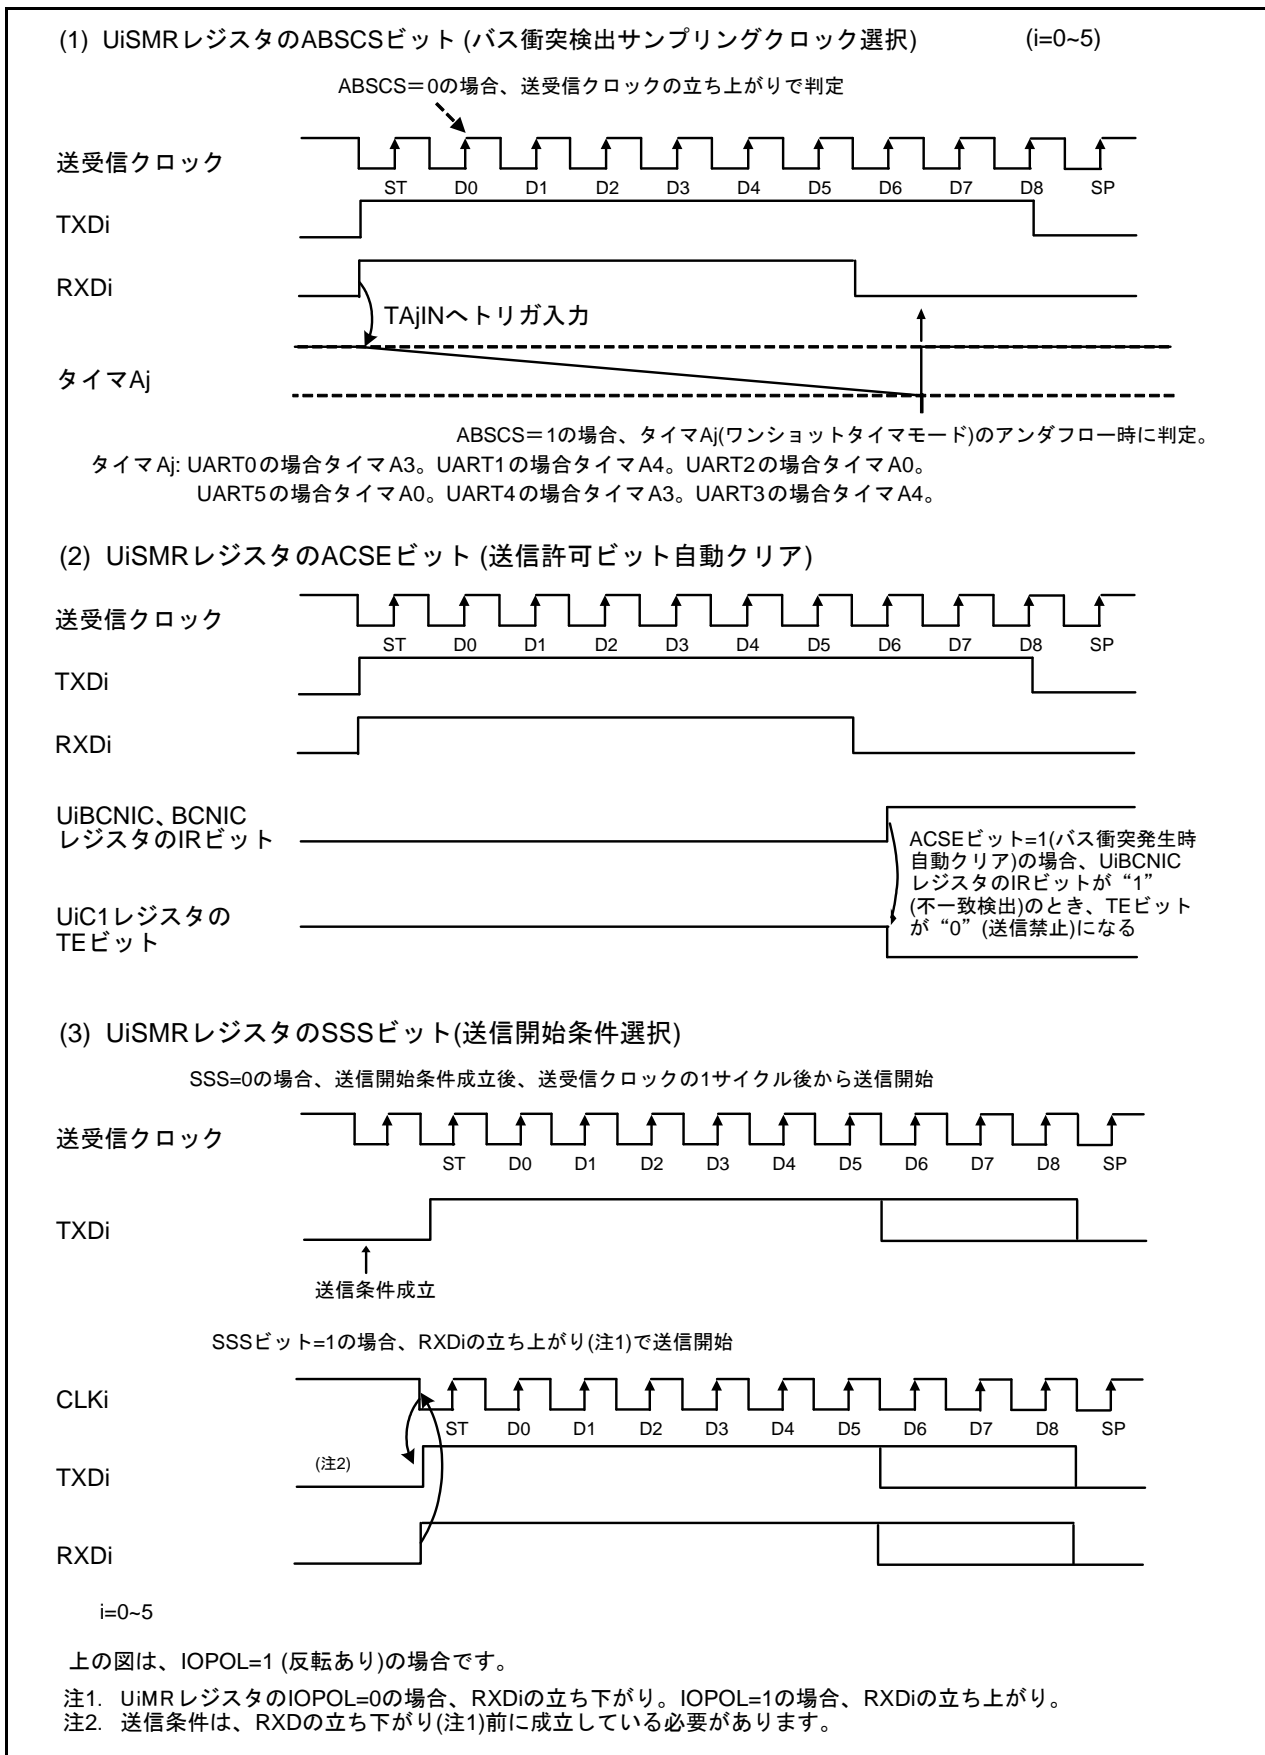 (1) UiSMRレジスタのABSCSビット (バス衝突検出サンプリングクロック選択) (i=0~5)
ABSCS＝0の場合、送受信クロックの立ち上がりで判定
送受信クロック
ST D0 D1 D2 D3 D4 D5 D6 D7 D8 SP
TXDi
RXDi
TAjINへトリガ入力
タイマAj
ABSCS＝1の場合、タイマAj(ワンショットタイマモード)のアンダフロー時に判定。
タイマAj: UART0の場合タイマA3。UART1の場合タイマA4。UART2の場合タイマA0。
UART5の場合タイマA0。UART4の場合タイマA3。UART3の場合タイマA4。
(2) UiSMRレジスタのACSEビット (送信許可ビット自動クリア)
送受信クロック
ST D0 D1 D2 D3 D4 D5 D6 D7 D8 SP
TXDi
RXDi
UiBCNIC、BCNIC
レジスタのIRビット
ACSEビット=1(バス衝突発生時
自動クリア)の場合、UiBCNIC
レジスタのIRビットが“1”
(不一致検出)のとき、TEビット
が“0”(送信禁止)になる
UiC1レジスタの
TEビット
(3) UiSMRレジスタのSSSビット(送信開始条件選択)
SSS=0の場合、送信開始条件成立後、送受信クロックの1サイクル後から送信開始
送受信クロック
ST D0 D1 D2 D3 D4 D5 D6 D7 D8 SP
TXDi
送信条件成立
SSSビット=1の場合、RXDiの立ち上がり(注1)で送信開始
CLKi
ST D0 D1 D2 D3 D4 D5 D6 D7 D8 SP
(注2)
TXDi
RXDi
i=0~5
上の図は、IOPOL=1 (反転あり)の場合です。
注1. UiMRレジスタのIOPOL=0の場合、RXDiの立ち下がり。IOPOL=1の場合、RXDiの立ち上がり。
注2. 送信条件は、RXDの立ち下がり(注1)前に成立している必要があります。